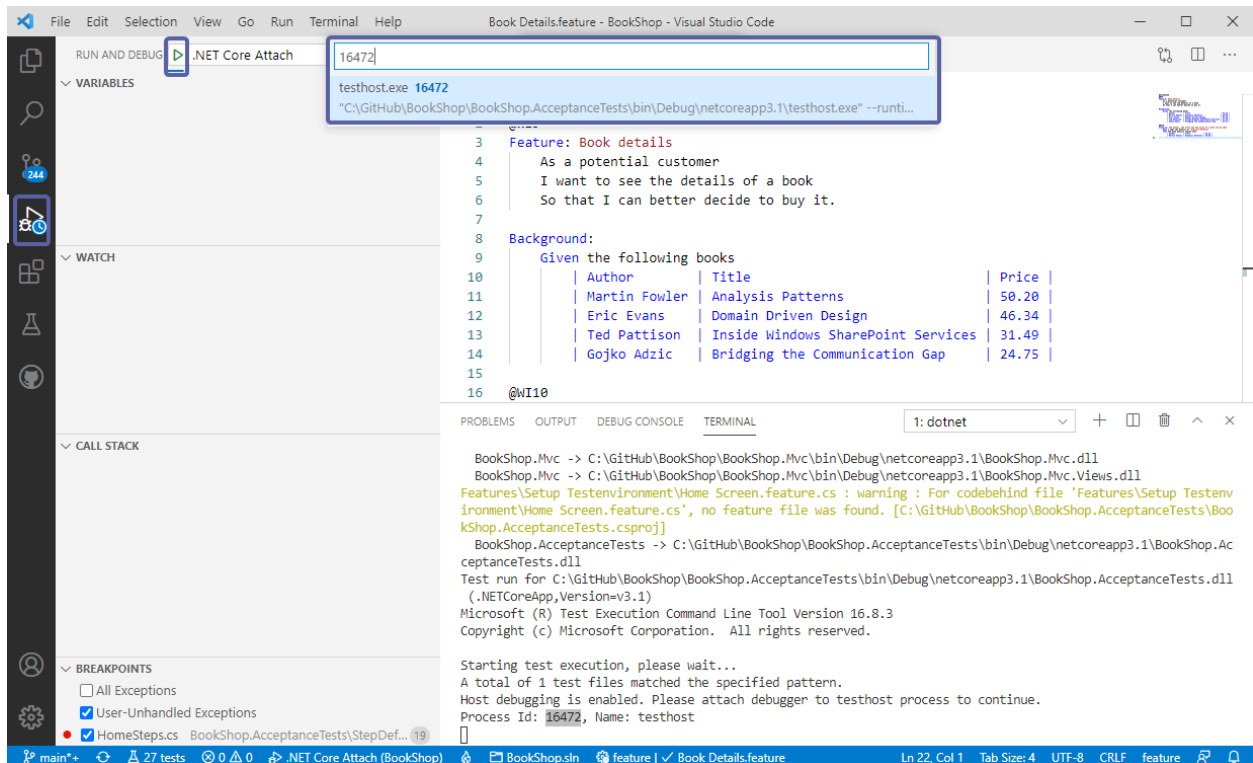 File Edit Selection View Go Run Terminal Help
Book Details.feature - BookShop - Visual Studio Code
RUN AND DEBUG .NET Core Attach
16472
testhost.exe 16472
"C:\GitHub\BookShop\BookShop.AcceptanceTests\bin\Debug\netcoreapp3.1\testhost.exe" --runti...
VARIABLES
244
WATCH
CALL STACK
BREAKPOINTS
All Exceptions
User-Unhandled Exceptions
HomeSteps.cs BookShop.AcceptanceTests\StepDef... 19
2
3 Feature: Book details
4 As a potential customer
5 I want to see the details of a book
6 So that I can better decide to buy it.
7
8 Background:
9 Given the following books
10 | Author | Title | Price |
11 | Martin Fowler | Analysis Patterns | 50.20 |
12 | Eric Evans | Domain Driven Design | 46.34 |
13 | Ted Pattison | Inside Windows SharePoint Services | 31.49 |
14 | Gojko Adzic | Bridging the Communication Gap | 24.75 |
15
16 @WI10
PROBLEMS OUTPUT DEBUG CONSOLE TERMINAL 1: dotnet
BookShop.Mvc -> C:\GitHub\BookShop\BookShop.Mvc\bin\Debug\netcoreapp3.1\BookShop.Mvc.dll
BookShop.Mvc -> C:\GitHub\BookShop\BookShop.Mvc\bin\Debug\netcoreapp3.1\BookShop.Mvc.Views.dll
Features\Setup Testenvironment\Home Screen.feature.cs : warning : For codebehind file 'Features\Setup Testenv
ironment\Home Screen.feature.cs', no feature file was found. [C:\GitHub\BookShop\BookShop.AcceptanceTests\Boo
kShop.AcceptanceTests.csproj]
BookShop.AcceptanceTests -> C:\GitHub\BookShop\BookShop.AcceptanceTests\bin\Debug\netcoreapp3.1\BookShop.Ac
ceptanceTests.dll
Test run for C:\GitHub\BookShop\BookShop.AcceptanceTests\bin\Debug\netcoreapp3.1\BookShop.AcceptanceTests.dll
(.NETCoreApp,Version=v3.1)
Microsoft (R) Test Execution Command Line Tool Version 16.8.3
Copyright (c) Microsoft Corporation. All rights reserved.
Starting test execution, please wait...
A total of 1 test files matched the specified pattern.
Host debugging is enabled. Please attach debugger to testhost process to continue.
Process Id: 16472, Name: testhost
main*+ 27 tests 0 0 .NET Core Attach (BookShop) BookShop.sln feature | ✓ Book Details.feature Ln 22, Col 1 Tab Size: 4 UTF-8 CRLF feature